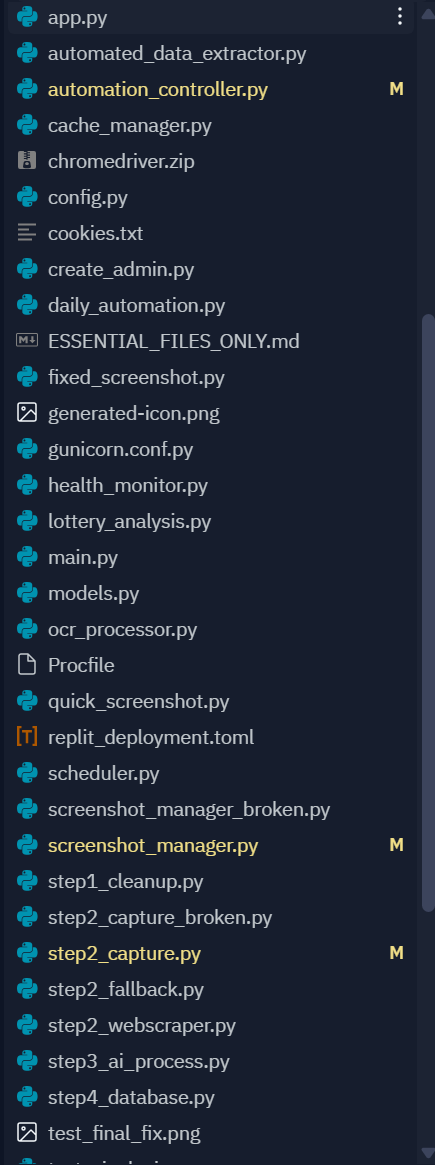 app.py
automated_data_extractor.py
automation_controller.py M
cache_manager.py
chromedriver.zip
config.py
cookies.txt
create_admin.py
daily_automation.py
ESSENTIAL_FILES_ONLY.md
fixed_screenshot.py
generated-icon.png
gunicorn.conf.py
health_monitor.py
lottery_analysis.py
main.py
models.py
ocr_processor.py
Procfile
quick_screenshot.py
replit_deployment.toml
scheduler.py
screenshot_manager_broken.py
screenshot_manager.py M
step1_cleanup.py
step2_capture_broken.py
step2_capture.py M
step2_fallback.py
step2_webscraper.py
step3_ai_process.py
step4_database.py
test_final_fix.png